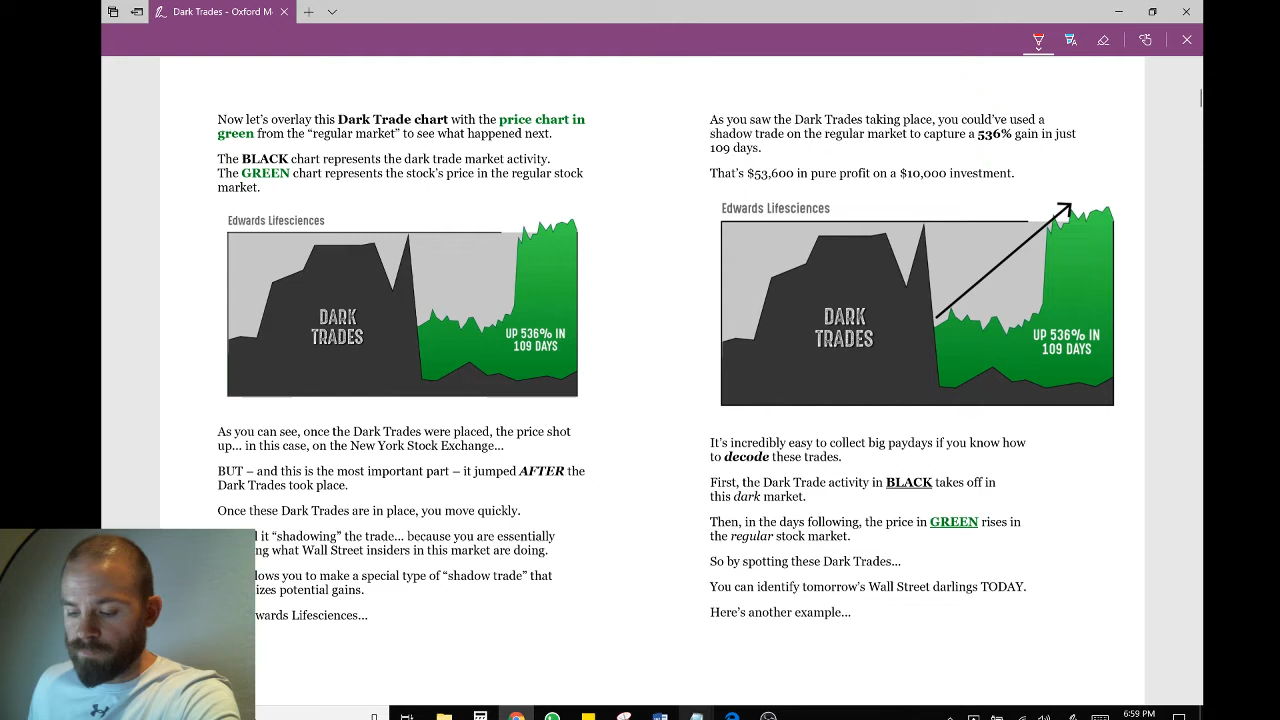 Dark Trades - Oxford M
Now let's overlay this Dark Trade chart with the price chart in
green from the “regular market” to see what happened next.
The BLACK chart represents the dark trade market activity.
The GREEN chart represents the stock's price in the regular stock
market.
Edwards Lifesciences
DARK
TRADES
UP 536% IN
109 DAYS
As you can see, once the Dark Trades were placed, the price shot
up... in this case, on the New York Stock Exchange...
BUT – and this is the most important part – it jumped AFTER the
Dark Trades took place.
Once these Dark Trades are in place, you move quickly.
it “shadowing” the trade... because you are essentially
what Wall Street insiders in this market are doing.
you to make a special type of “shadow trade” that
potential gains.
Lifesciences...
As you saw the Dark Trades taking place, you could've used a
shadow trade on the regular market to capture a 536% gain in just
109 days.
That's $53,600 in pure profit on a $10,000 investment.
Edwards Lifesciences
DARK
TRADES
UP 536% IN
109 DAYS
It's incredibly easy to collect big paydays if you know how
to decode these trades.
First, the Dark Trade activity in BLACK takes off in
this dark market.
Then, in the days following, the price in GREEN rises in
the regular stock market.
So by spotting these Dark Trades...
You can identify tomorrow's Wall Street darlings TODAY.
Here's another example...
6:59 PM